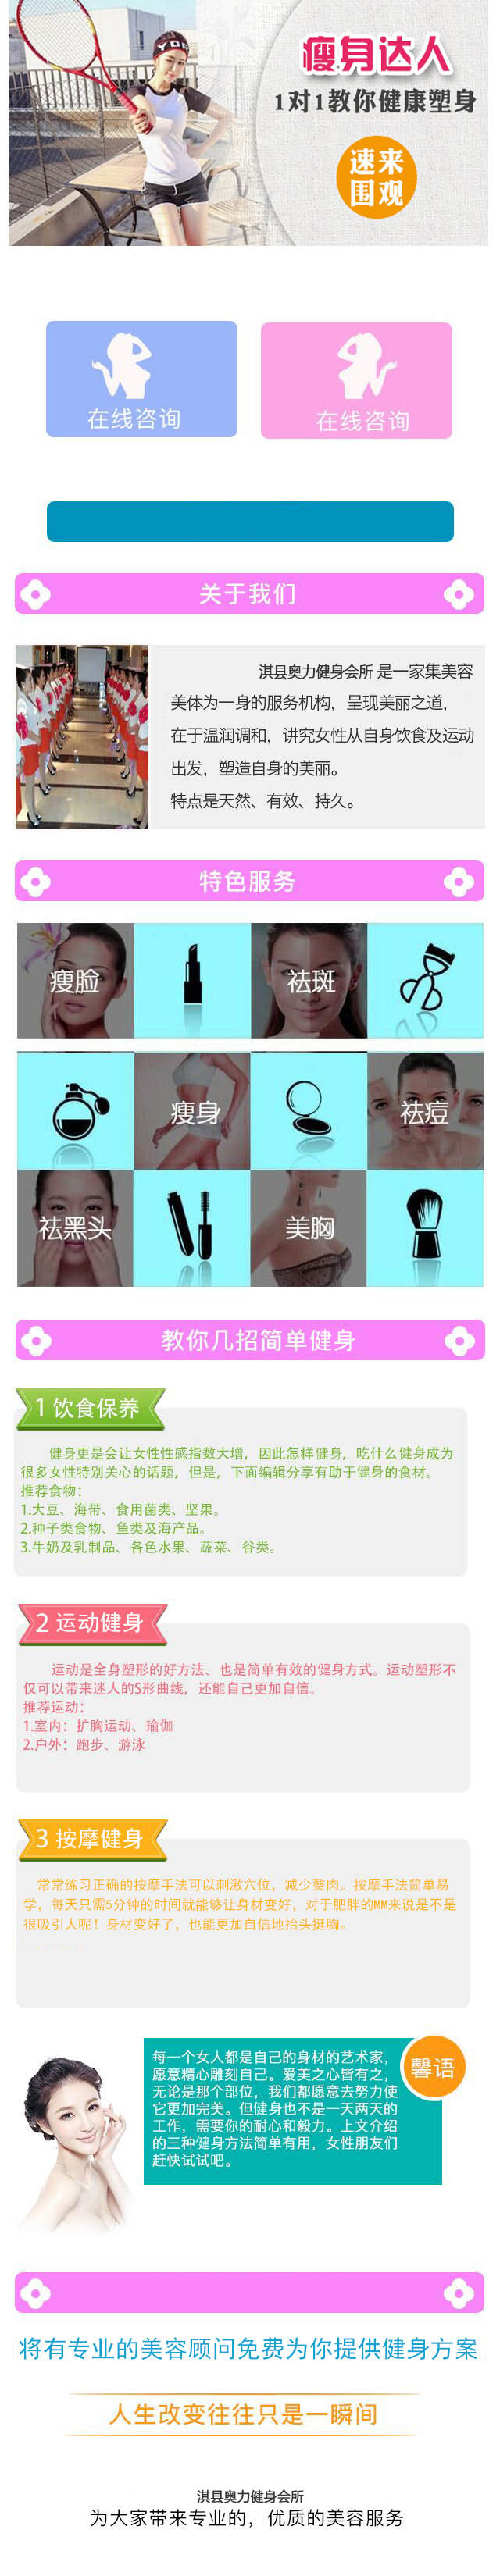 YOR
瘦身达人
1对1教你健康塑身
速来
围观
在线咨询
在线咨询
关于我们
淇县奥力健身会所 是一家集美容
美体为一身的服务机构，呈现美丽之道，
在于温润调和，讲究女性从自身饮食及运动
出发，塑造自身的美丽。
特点是天然、有效、持久。
特色服务
瘦脸
祛斑
瘦身
祛痘
祛黑头
美胸
教你几招简单健身
1 饮食保养
健身更是会让女性性感指数大增，因此怎样健身，吃什么健身成为
很多女性特别关心的话题，但是，下面编辑分享有助于健身的食材。
推荐食物：
1.大豆、海带、食用菌类、坚果。
2.种子类食物、鱼类及海产品。
3.牛奶及乳制品、各色水果、蔬菜、谷类。
2 运动健身
运动是全身塑形的好方法、也是简单有效的健身方式。运动塑形不
仅可以带来迷人的S形曲线，还能自己更加自信。
推荐运动：
1.室内：扩胸运动、瑜伽
2.户外：跑步、游泳
3 按摩健身
常常练习正确的按摩手法可以刺激穴位，减少赘肉。按摩手法简单易
学，每天只需5分钟的时间就能够让身材变好，对于肥胖的MM来说是不是
很吸引人呢！身材变好了，也能更加自信地抬头挺胸。
馨语
每一个女人都是自己的身材的艺术家，
愿意精心雕刻自己。爱美之心皆有之，
无论是那个部位，我们都愿意去努力使
它更加完美。但健身也不是一天两天的
工作，需要你的耐心和毅力。上文介绍
的三种健身方法简单有用，女性朋友们
赶快试试吧。
将有专业的美容顾问免费为你提供健身方案
人生改变往往只是一瞬间
淇县奥力健身会所
为大家带来专业的，优质的美容服务